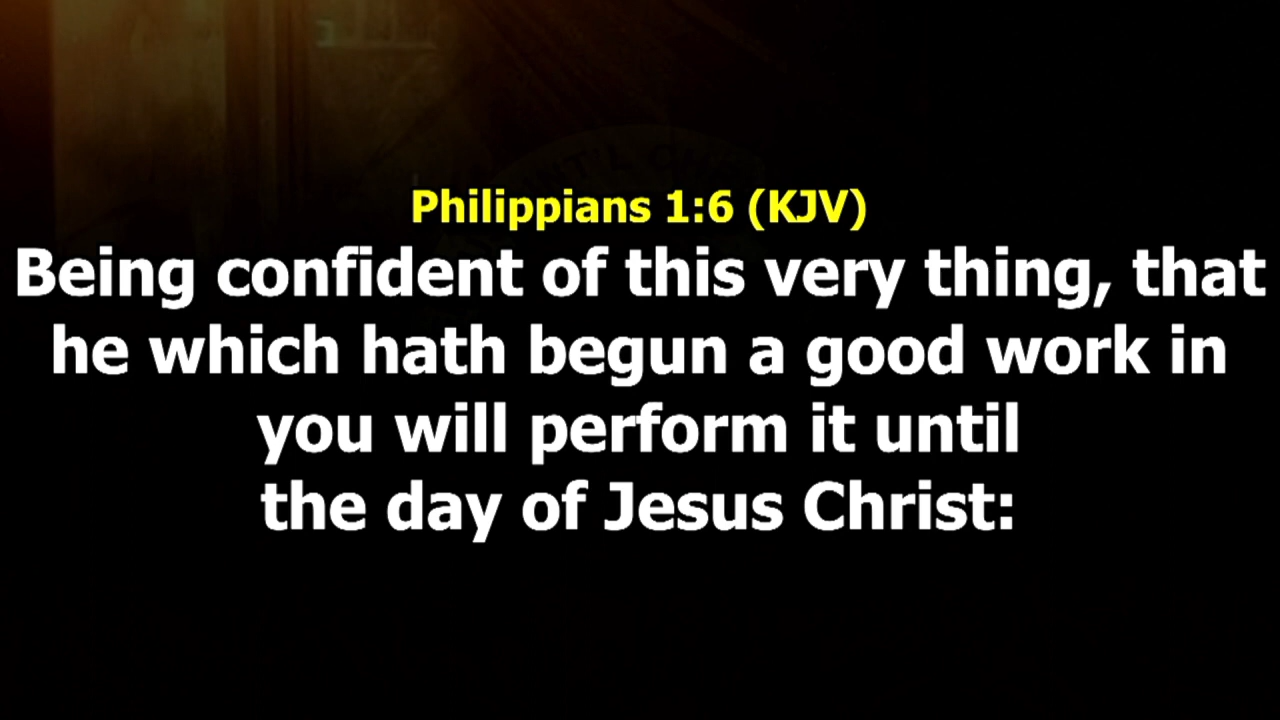 Philippians 1:6 (KJV)
Being confident of this very thing, that
he which hath begun a good work in
you will perform it until
the day of Jesus Christ: